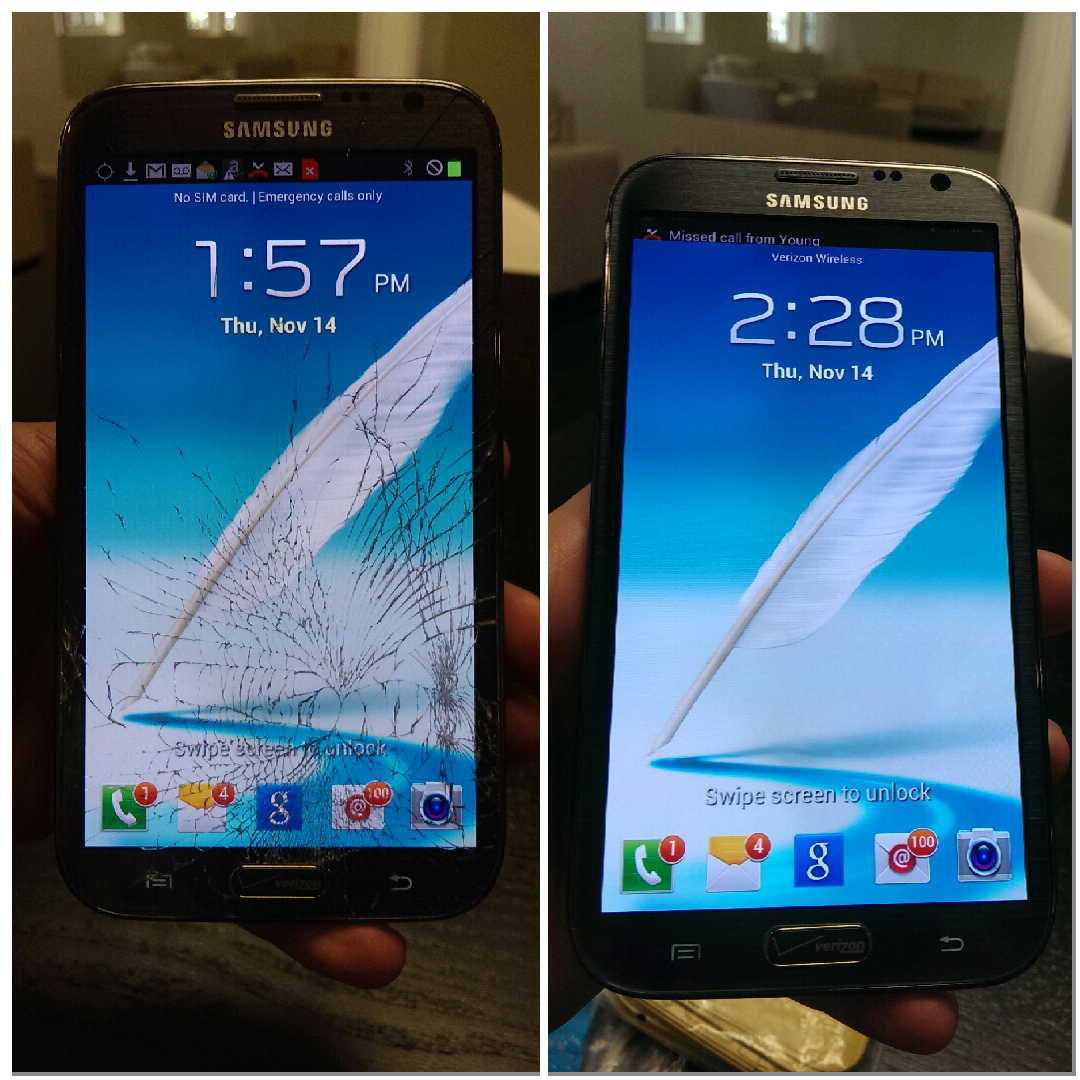 SAMSUNG
No SIM card. | Emergency calls only
1:57 PM
Thu, Nov 14
Swipe screen to unlock
1
4
g
@
100
verizon
SAMSUNG
Missed call from Young
Verizon Wireless
2:28 PM
Thu, Nov 14
Swipe screen to unlock
1
4
g
@
100
verizon